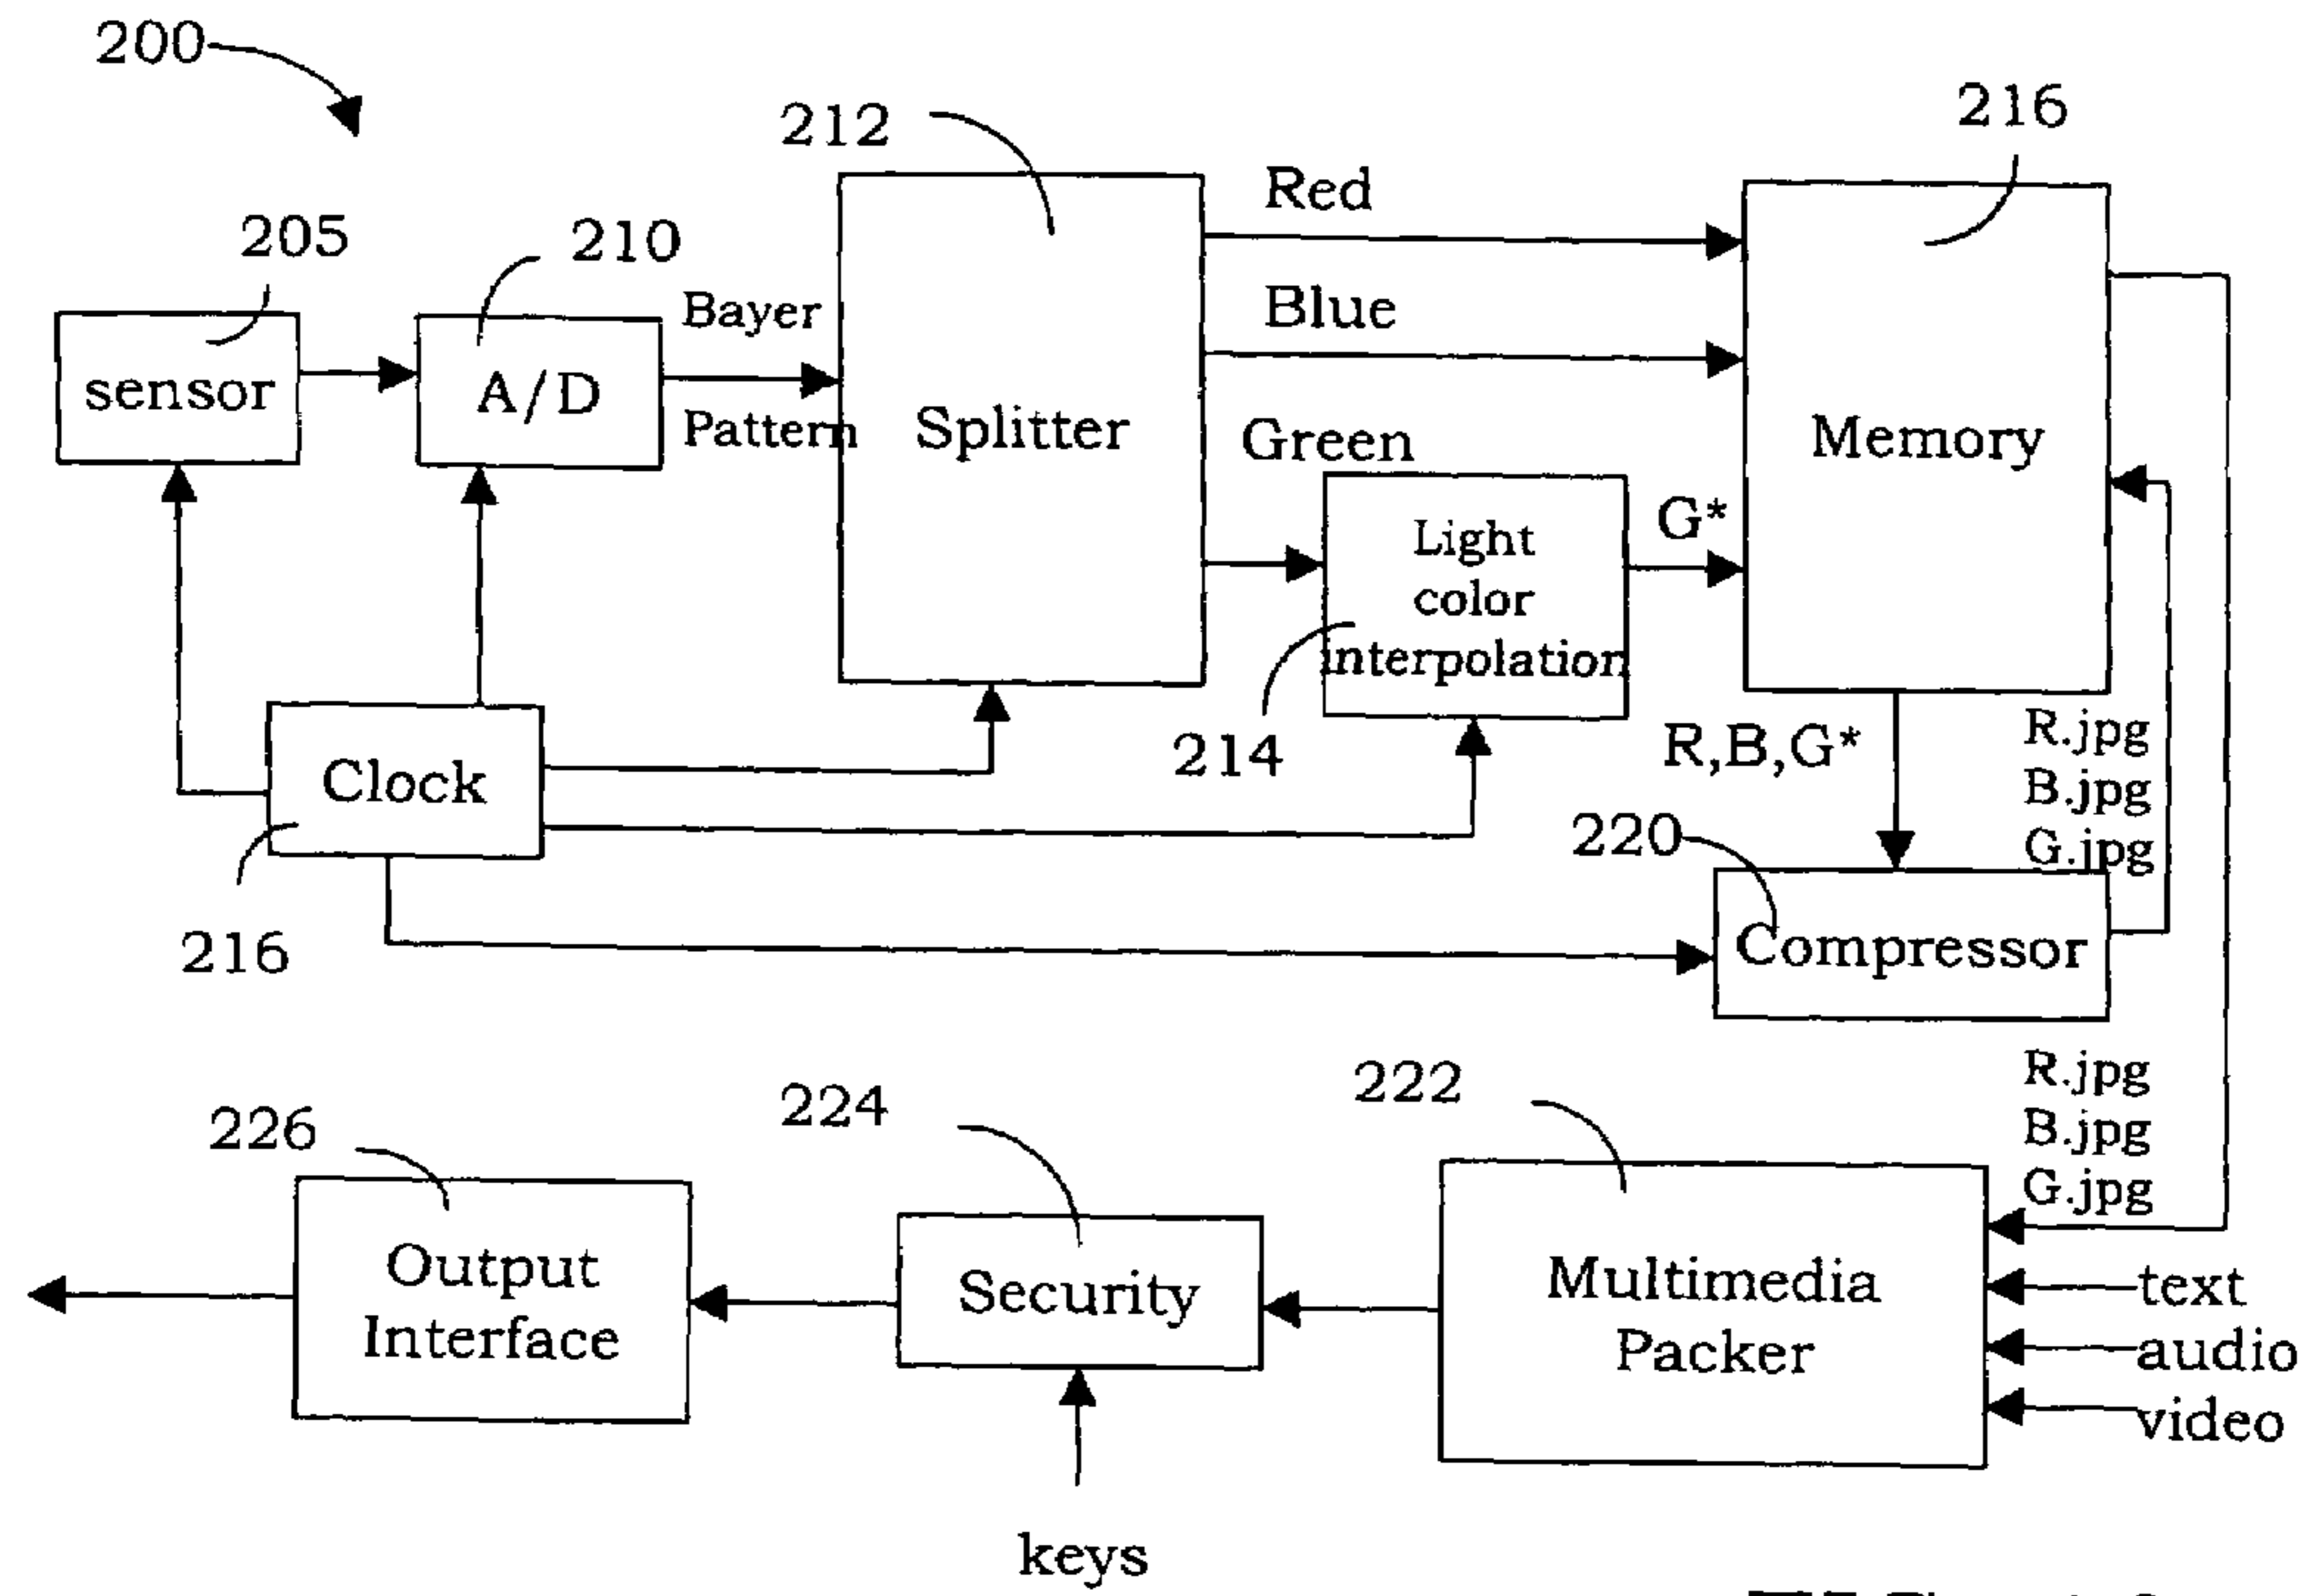 200
212
216
Red
205
210
Bayer
Blue
sensor
A/D
Pattern
Splitter
Green
Memory
G*
Light
color
interpolation
214
R,B,G*
R.jpg
B.jpg
G.jpg
Clock
216
220
Compressor
R.jpg
B.jpg
G.jpg
226
224
222
Output
Interface
Security
Multimedia
Packer
text
audio
video
keys